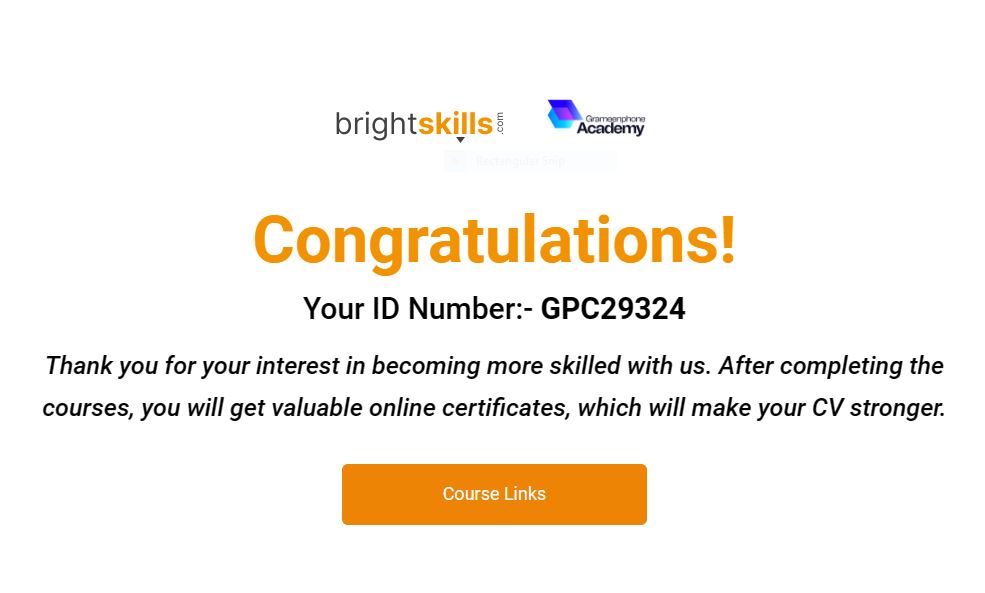 brightskills.com
Grameenphone
Academy
Rectangular Snip
Congratulations!
Your ID Number:- GPC29324
Thank you for your interest in becoming more skilled with us. After completing the
courses, you will get valuable online certificates, which will make your CV stronger.
Course Links